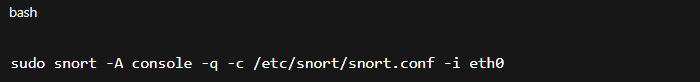 bash
sudo snort -A console -q -c /etc/snort/snort.conf -i eth0